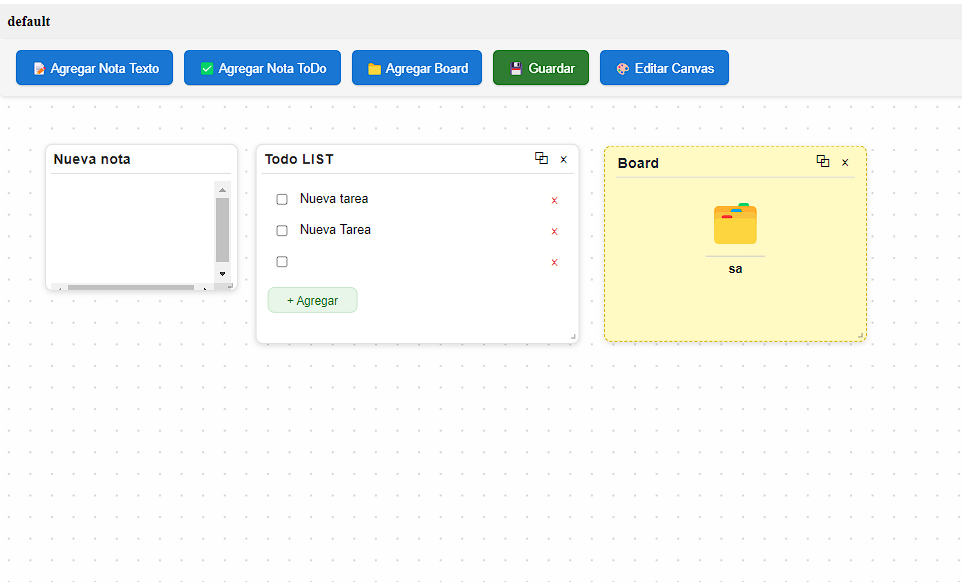 default
Agregar Nota Texto
Agregar Nota ToDo
Agregar Board
Guardar
Editar Canvas
Nueva nota
Todo LIST
Nueva tarea
Nueva Tarea
+ Agregar
Board
sa